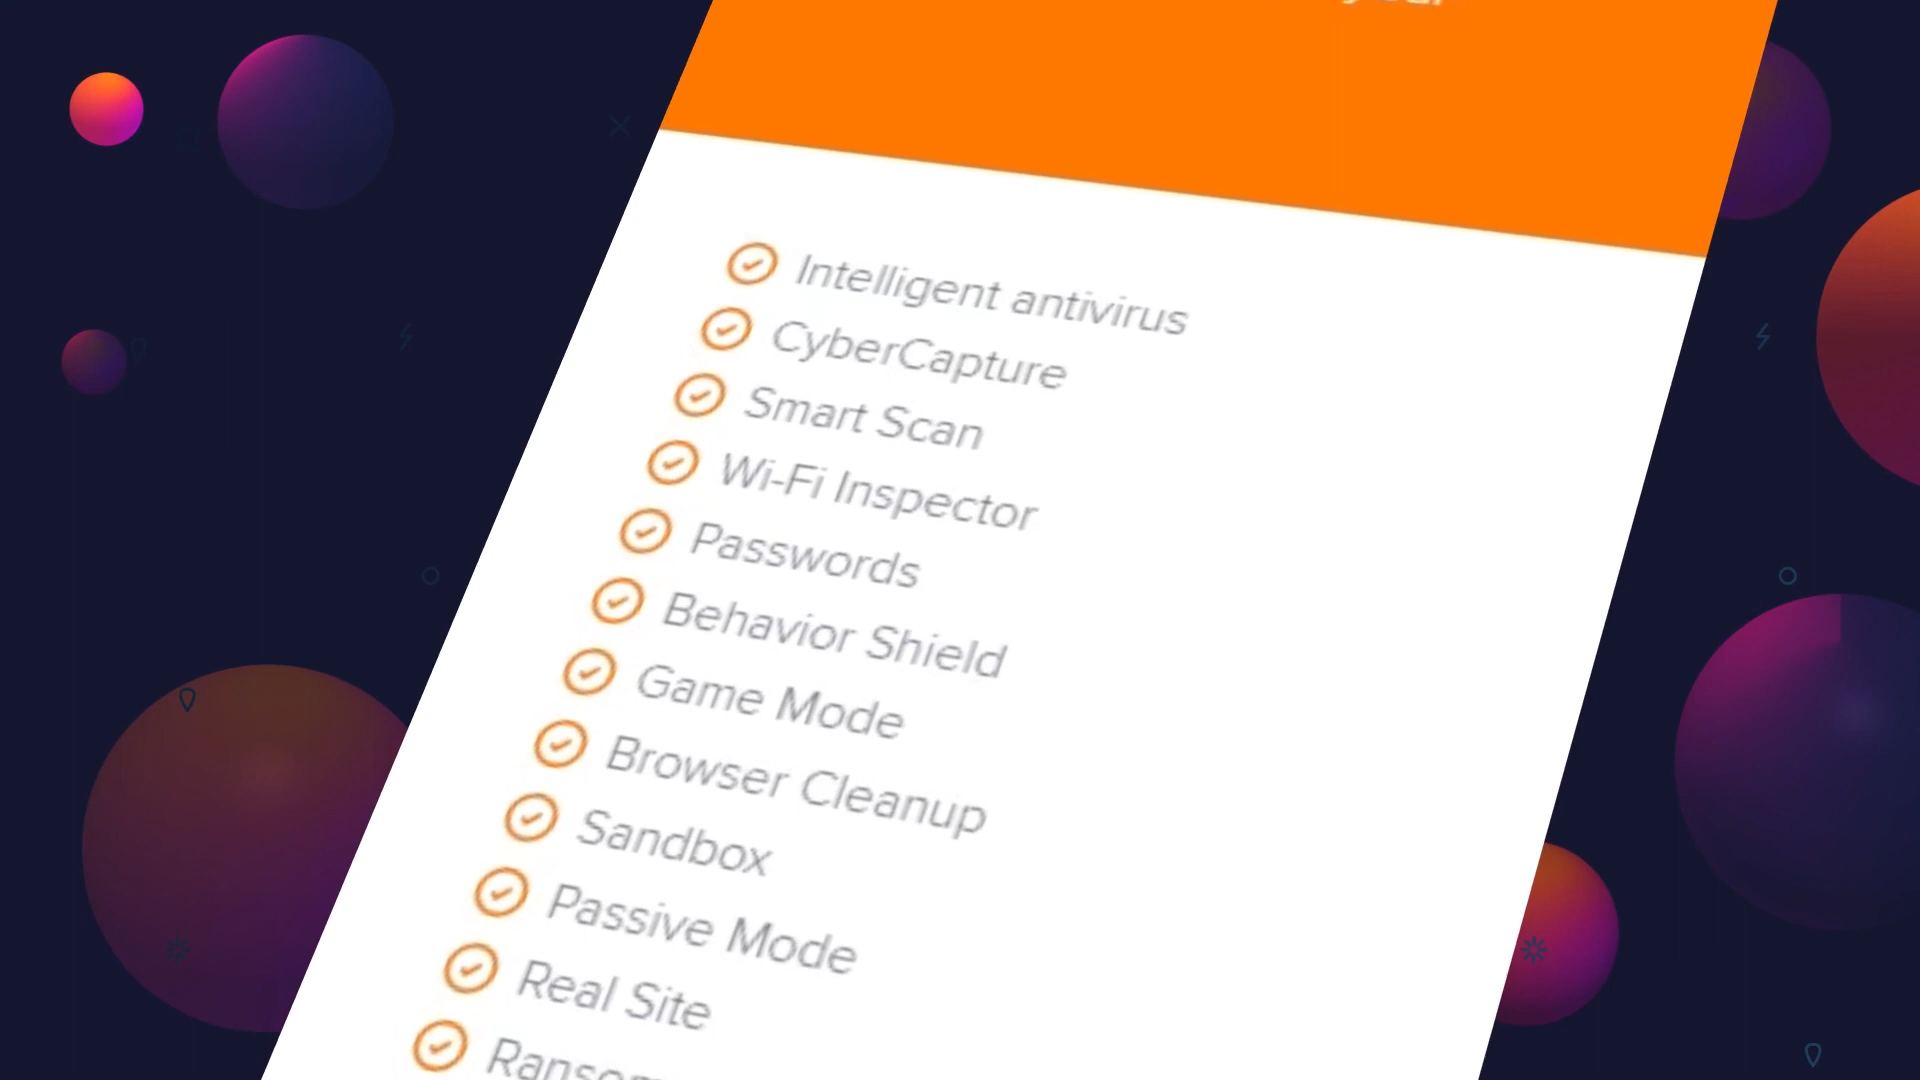 Intelligent antivirus
CyberCapture
Smart Scan
Wi-Fi Inspector
Passwords
Behavior Shield
Game Mode
Browser Cleanup
Sandbox
Passive Mode
Real Site